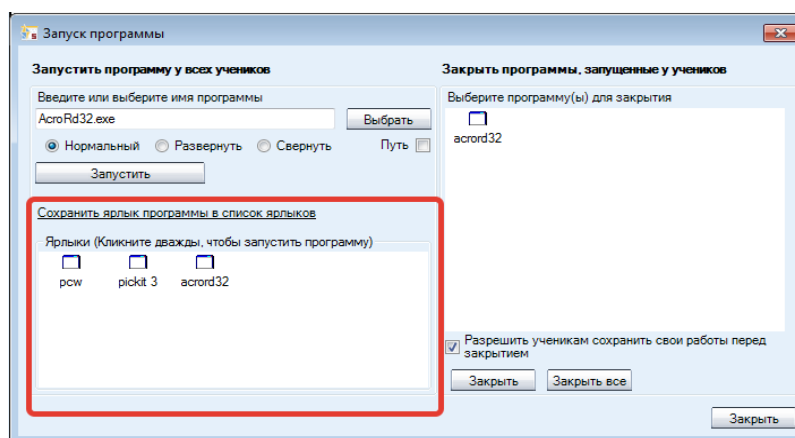 Запуск программы
Запустить программу у всех учеников
Введите или выберите имя программы
AcroRd32.exe
Выбрать
Нормальный Развернуть Свернуть Путь
Запустить
Сохранить ярлык программы в список ярлыков
Ярлыки (Кликните дважды, чтобы запустить программу)
pcw pickit 3 acrord32
Закрыть программы, запущенные у учеников
Выберите программу(ы) для закрытия
acrord32
Разрешить ученикам сохранить свои работы перед
закрытием
Закрыть Закрыть все
Закрыть